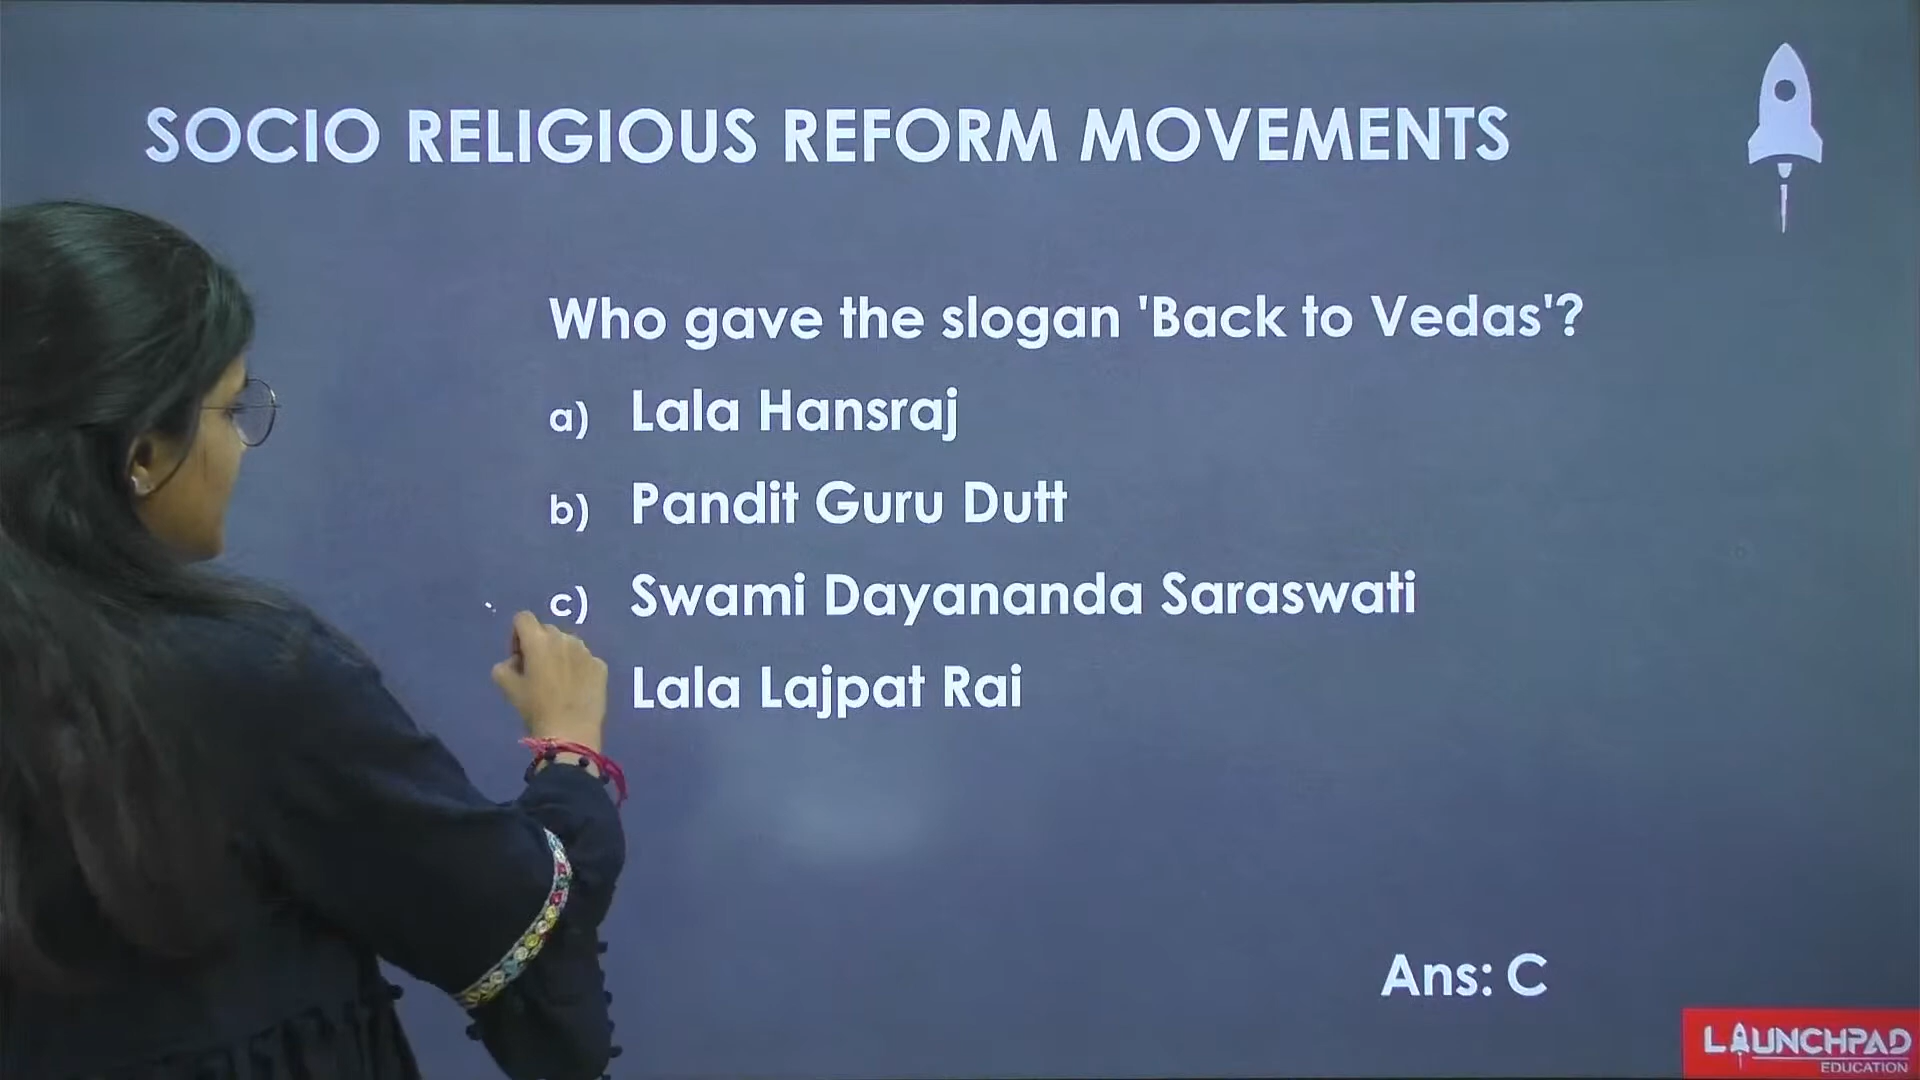 SOCIO RELIGIOUS REFORM MOVEMENTS
Who gave the slogan 'Back to Vedas'?
a) Lala Hansraj
b) Pandit Guru Dutt
c) Swami Dayananda Saraswati
Lala Lajpat Rai
Ans: C
LAUNCHPAD
EDUCATION